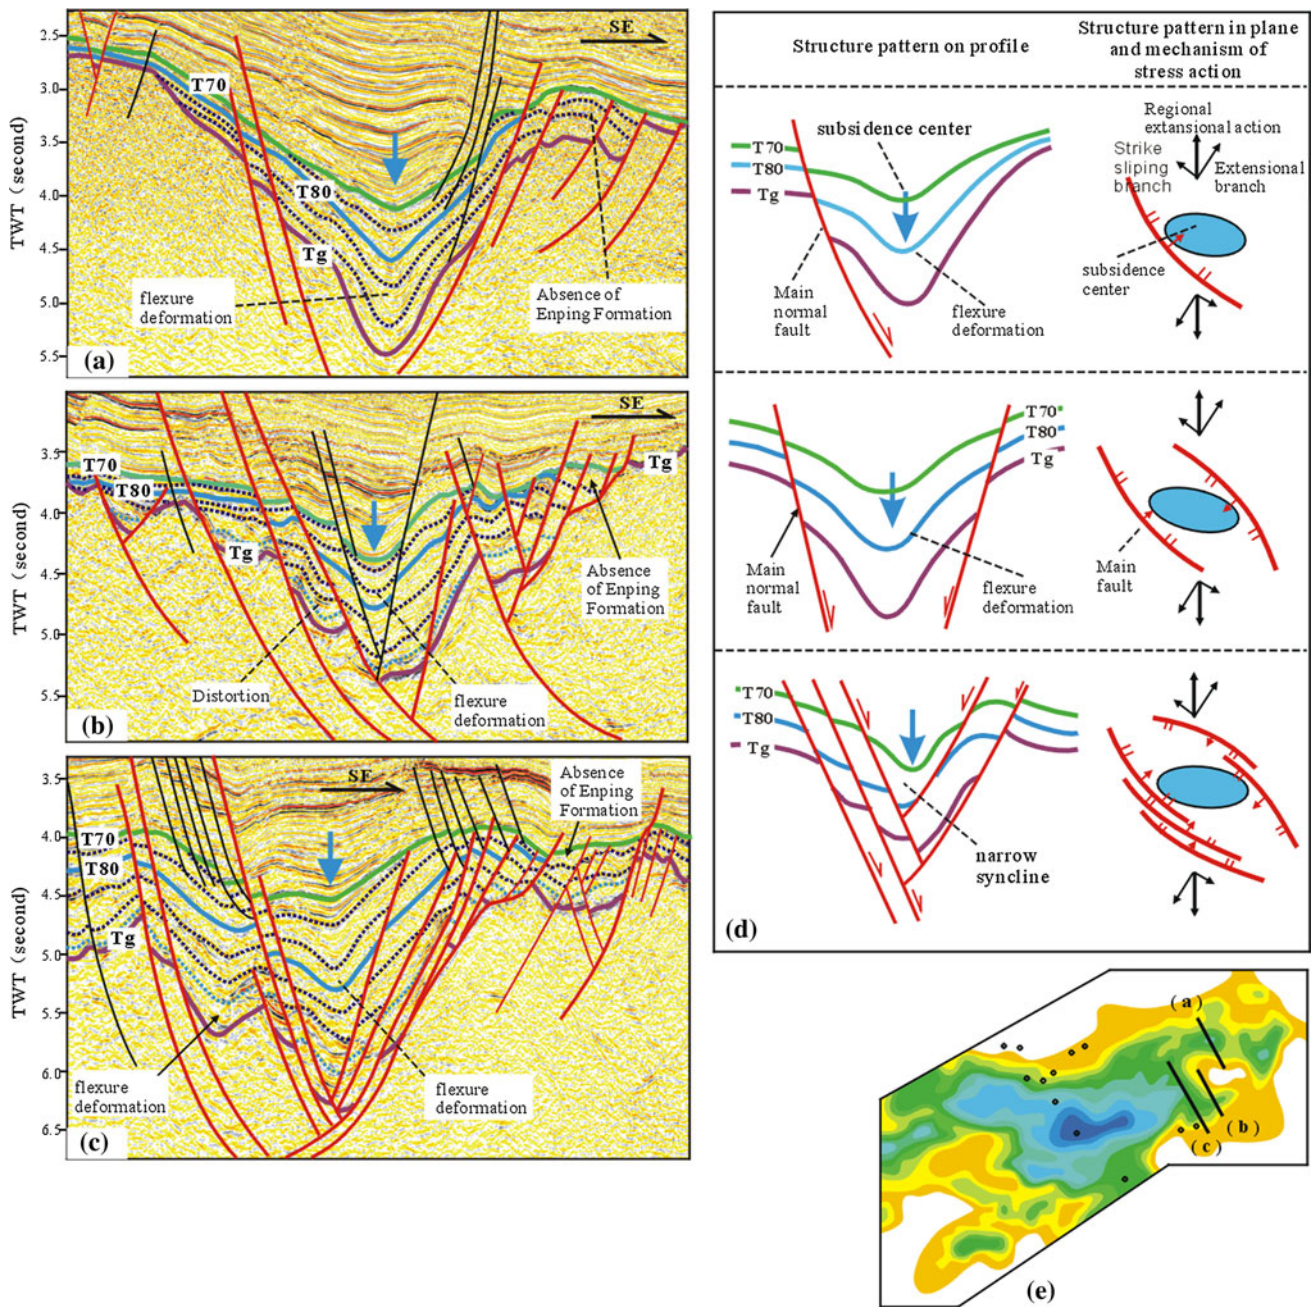 2.5
3.0
3.5
4.0
4.5
5.0
5.5
TWT (second)
SE
T70
T80
Tg
flexure
deformation
Absence of
Enping Formation
(a)
3.9
4.0
4.5
5.0
5.5
TWT (second)
SE
T70
T80
Tg
Tg
Absence
of Enping
Formation
Distortion
flexure
deformation
(b)
3.5
4.0
4.5
5.0
5.5
6.0
6.5
TWT (second)
SE
Absence
of Enping
Formation
T70
T80
Tg
flexure
deformation
flexure
deformation
(c)
Structure pattern on profile
Structure pattern in plane
and mechanism of
stress action
subsidence center
T70
T80
Tg
Main
normal
fault
flexure
deformation
Regional
extansional action
Strike
sliping
branch
Extensional
branch
subsidence
center
T70
T80
Tg
Main
normal
fault
flexure
deformation
Main
fault
T70
T80
Tg
narrow
syncline
(d)
(a)
(b)
(c)
(e)